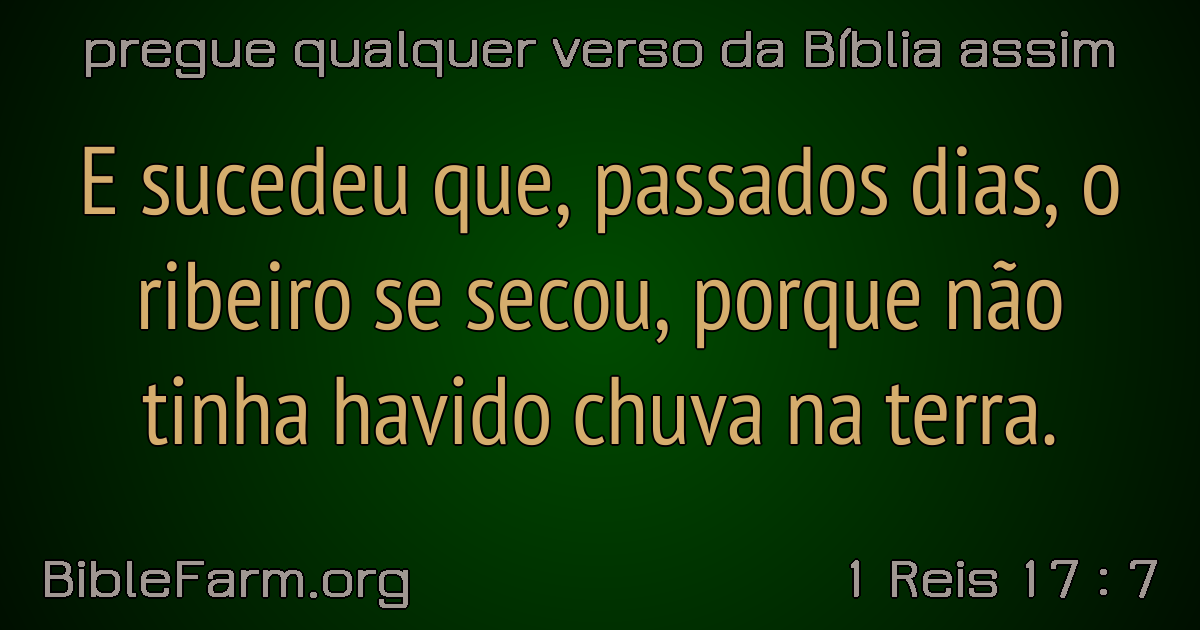 pregue qualquer verso da Bíblia assim
E sucedeu que, passados dias, o
ribeiro se secou, porque não
tinha havido chuva na terra.
BibleFarm.org
1 Reis 17 : 7